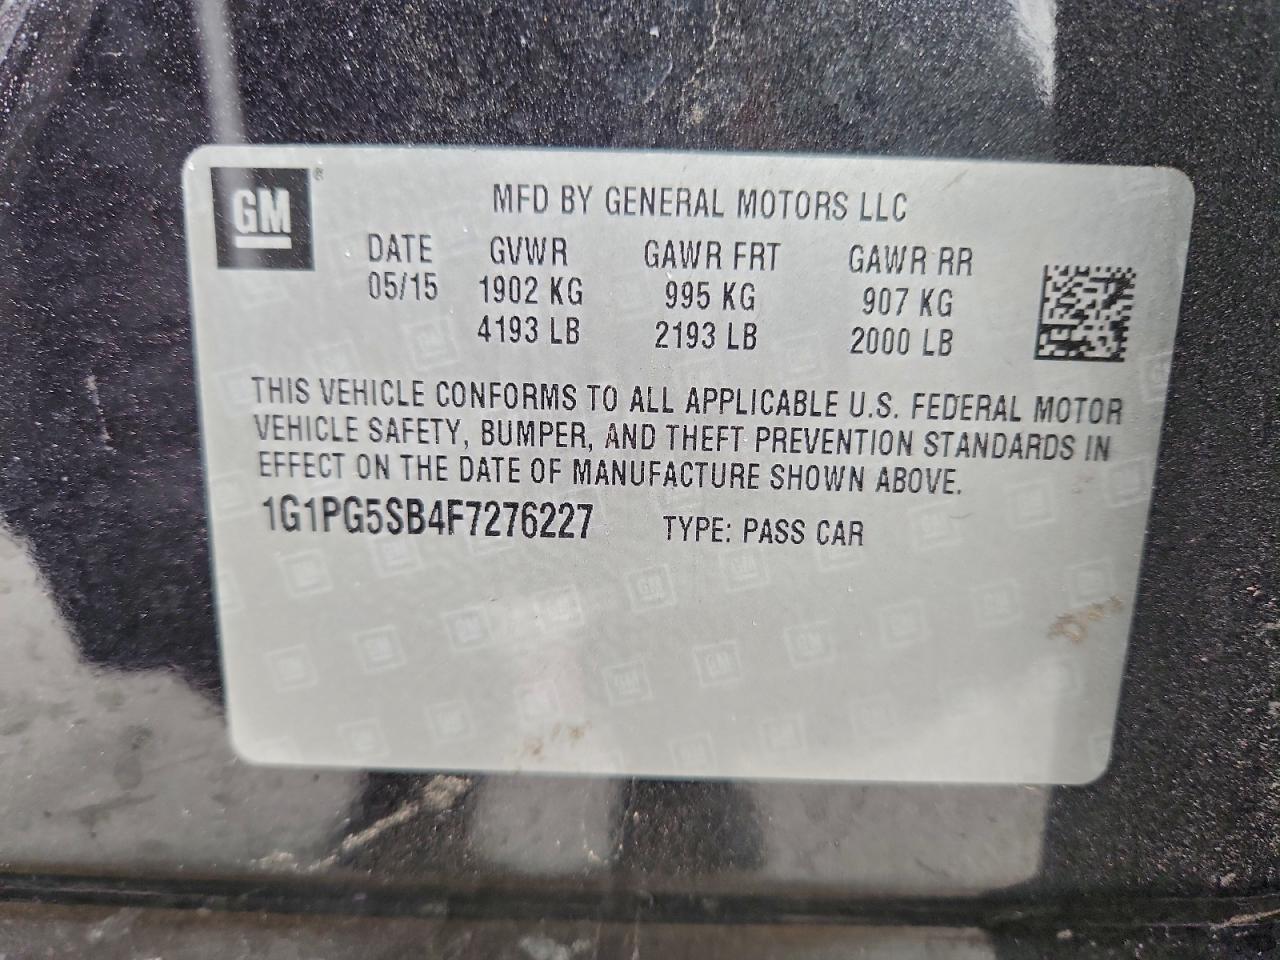 GM®
MFD BY GENERAL MOTORS LLC
DATE GVWR GAWR FRT GAWR RR
05/15 1902 KG 995 KG 907 KG
4193 LB 2193 LB 2000 LB
THIS VEHICLE CONFORMS TO ALL APPLICABLE U.S. FEDERAL MOTOR
VEHICLE SAFETY, BUMPER, AND THEFT PREVENTION STANDARDS IN
EFFECT ON THE DATE OF MANUFACTURE SHOWN ABOVE.
1G1PG5SB4F7276227 TYPE: PASS CAR